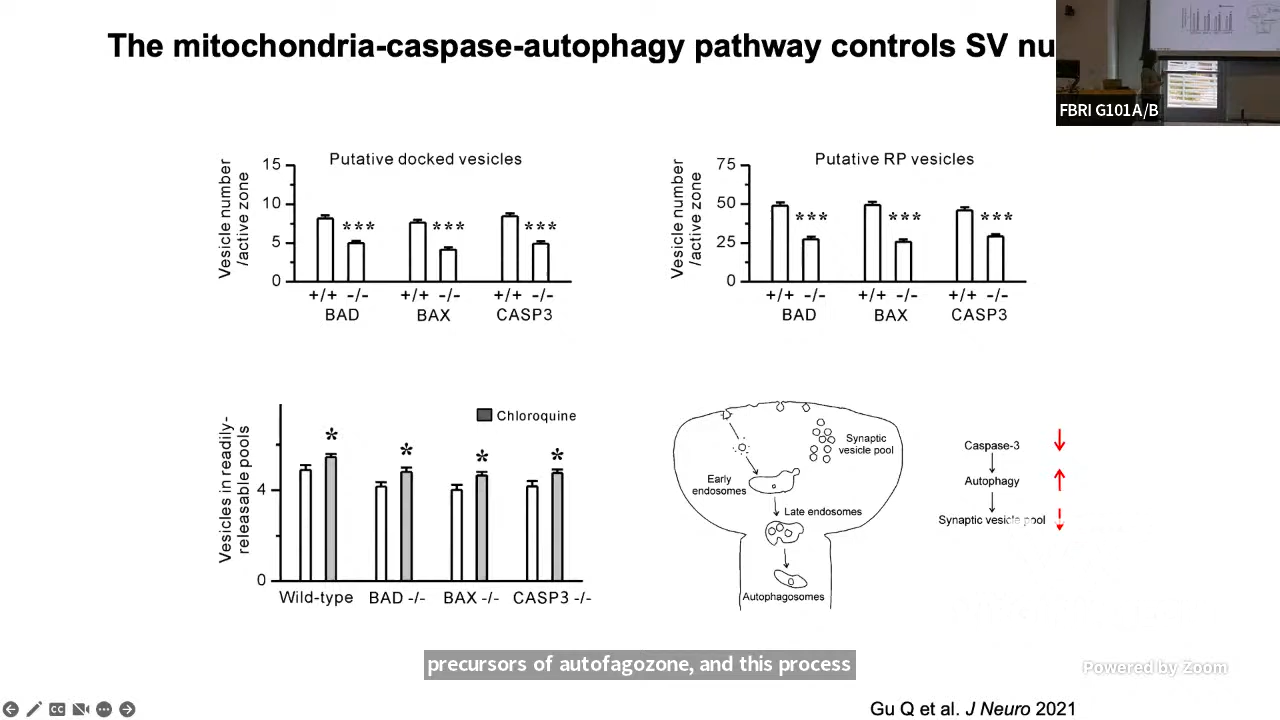 The mitochondria-caspase-autophagy pathway controls SV nu
FBRI G101A/B
Putative docked vesicles
Vesicle number
/active zone
15
10
5
0
***
***
***
+/+ -/-
+/+ -/-
+/+ -/-
BAD
BAX
CASP3
Putative RP vesicles
Vesicle number
/active zone
75
50
25
0
***
***
***
+/+ -/-
+/+ -/-
+/+ -/-
BAD
BAX
CASP3
Vesicles in readily-
releasable pools
4
0
Chloroquine
*
*
*
*
Wild-type
BAD -/-
BAX -/-
CASP3 -/-
Synaptic
vesicle pool
Early
endosomes
Late endosomes
Autophagosomes
Caspase-3
Autophagy
Synaptic vesicle pool
precursors of autofagozone, and this process
Powered by Zoom
Gu Q et al. J Neuro 2021